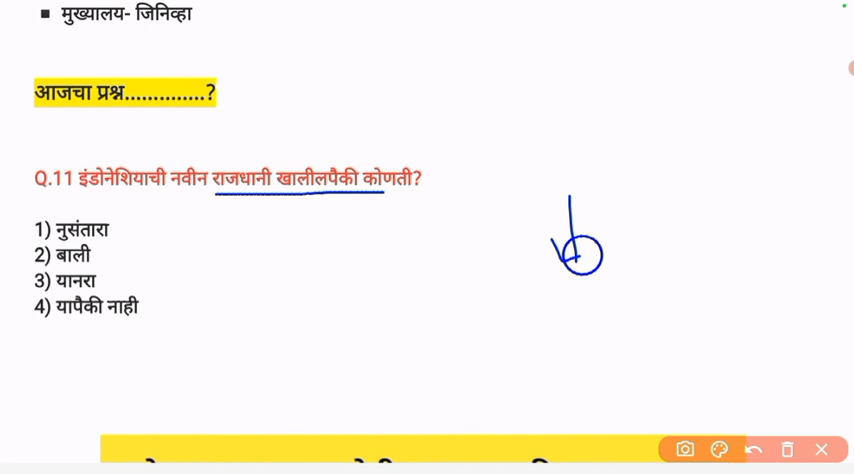 ▪ मुख्यालय- जिनिव्हा
आजचा प्रश्न..............?
Q.11 इंडोनेशियाची नवीन राजधानी खालीलपैकी कोणती?
1) नुसंतारा
2) बाली
3) यानरा
4) यापैकी नाही